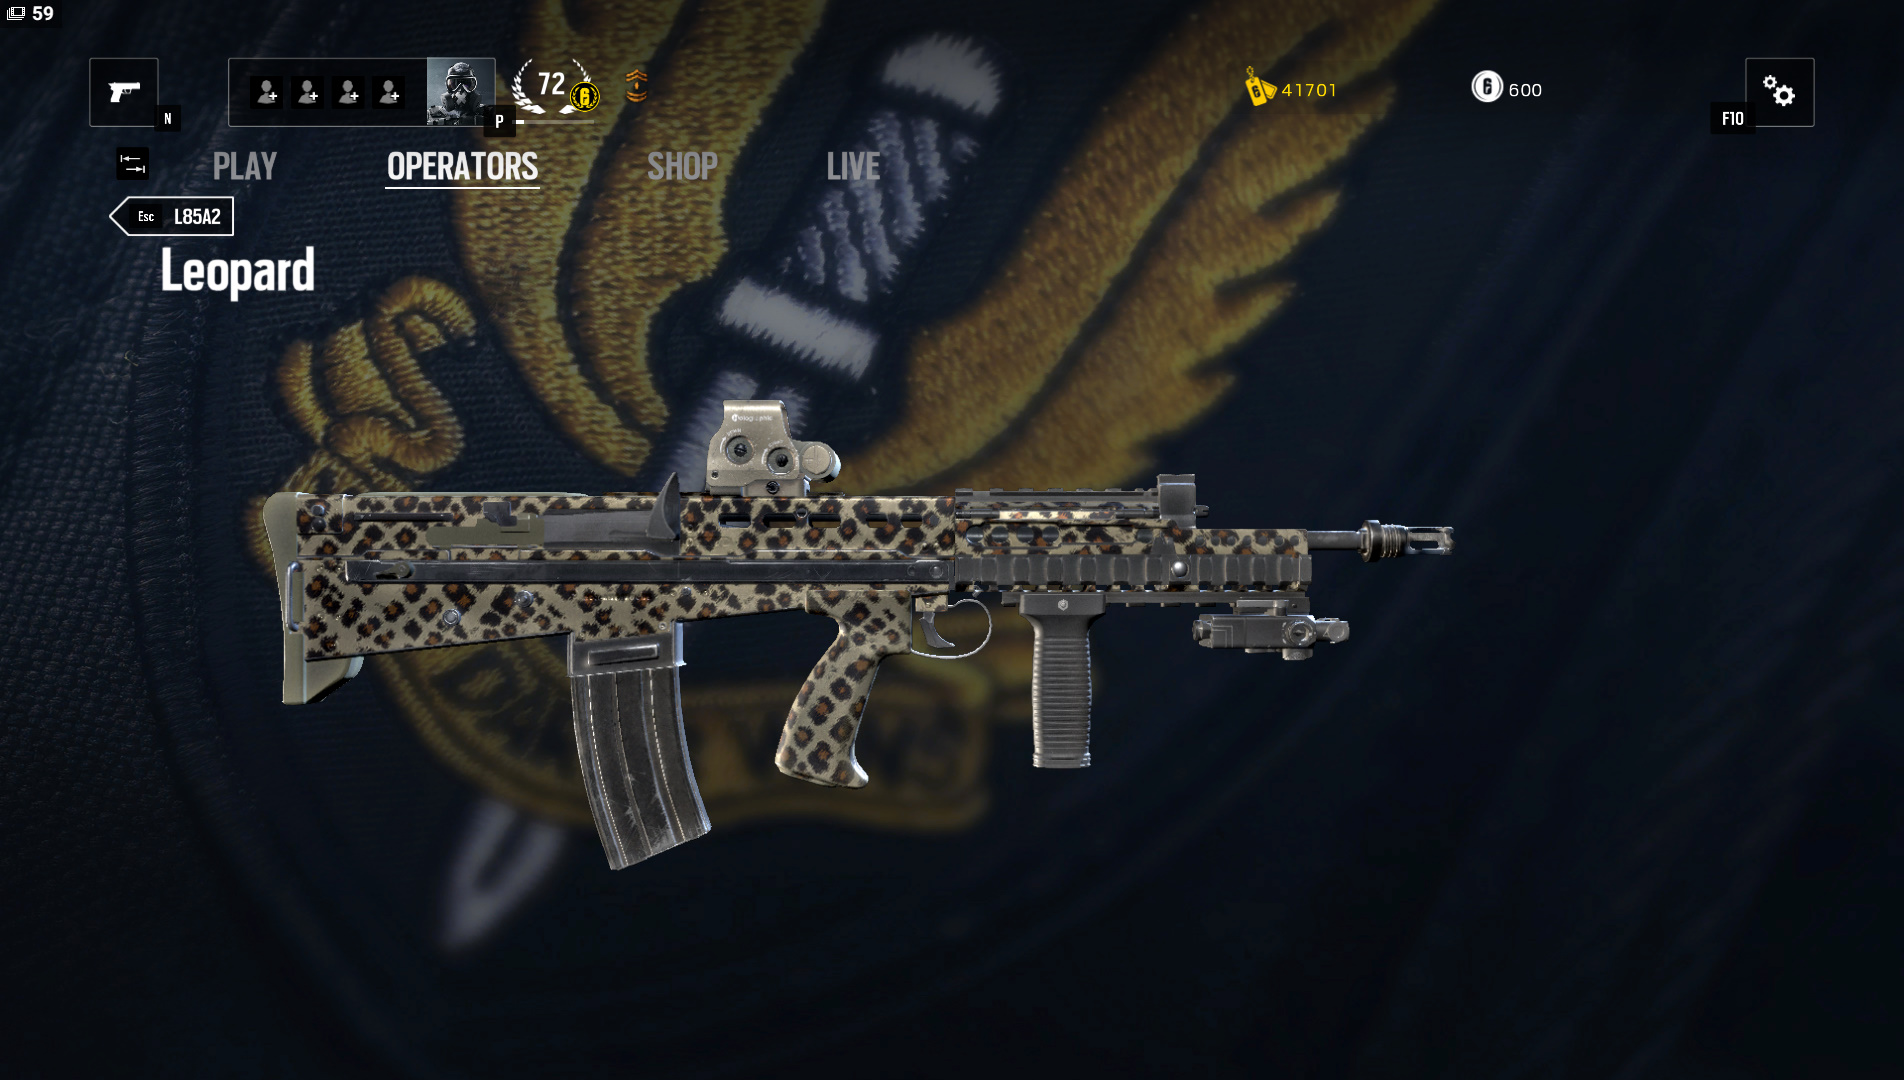 59
N
P
72
41701
600
F10
PLAY
OPERATORS
SHOP
LIVE
Esc
L85A2
Leopard